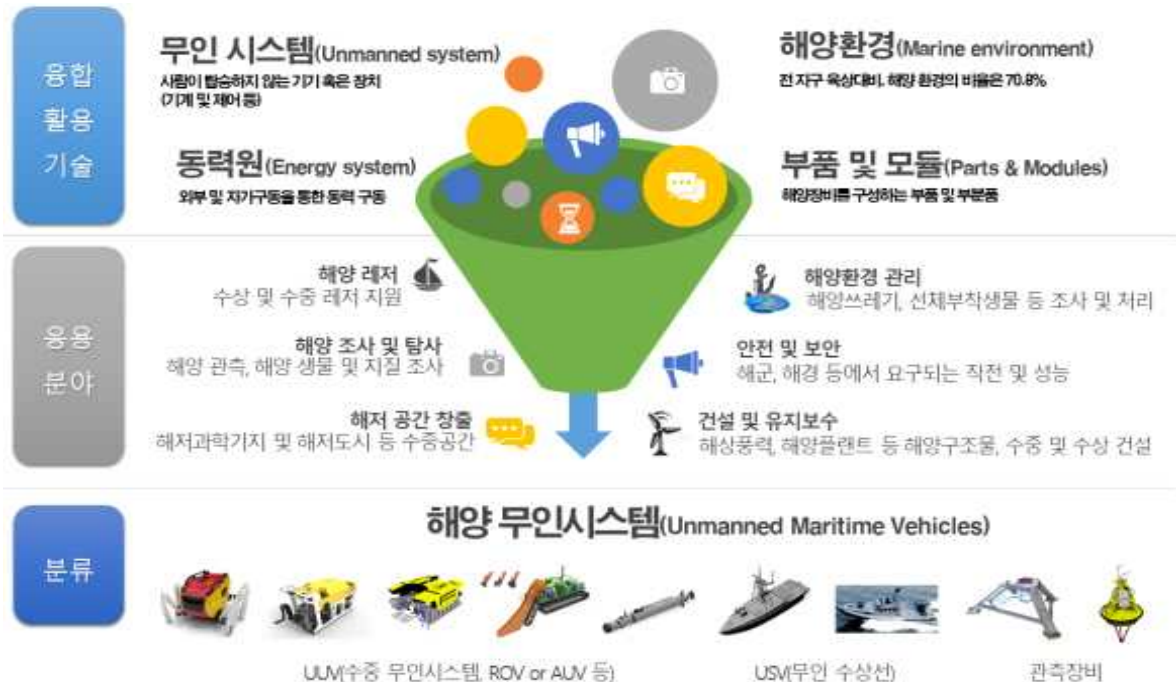 융합
활용
기술
무인 시스템(Unmanned system)
사람이 탑승하지 않는 기기 혹은 장치
(기계 및 제어 등)
해양환경(Marine environment)
전 지구 육상대비, 해양 환경의 비율은 70.8%
동력원(Energy system)
외부 및 자가구동을 통한 동력 구동
부품 및 모듈(Parts & Modules)
해양장비를 구성하는 부품 및 부분품
응용
분야
해양 레저
수상 및 수중 레저 지원
해양환경 관리
해양쓰레기, 선체부착생물 등 조사 및 처리
해양 조사 및 탐사
해양 관측, 해양 생물 및 지질 조사
안전 및 보안
해군, 해경 등에서 요구되는 작전 및 성능
해저 공간 창출
해저과학기지 및 해저도시 등 수중공간
건설 및 유지보수
해상풍력, 해양플랜트 등 해양구조물, 수중 및 수상 건설
분류
해양 무인시스템(Unmanned Maritime Vehicles)
UUV(수중 무인시스템, ROV or AUV 등)
USV(무인 수상선)
관측장비